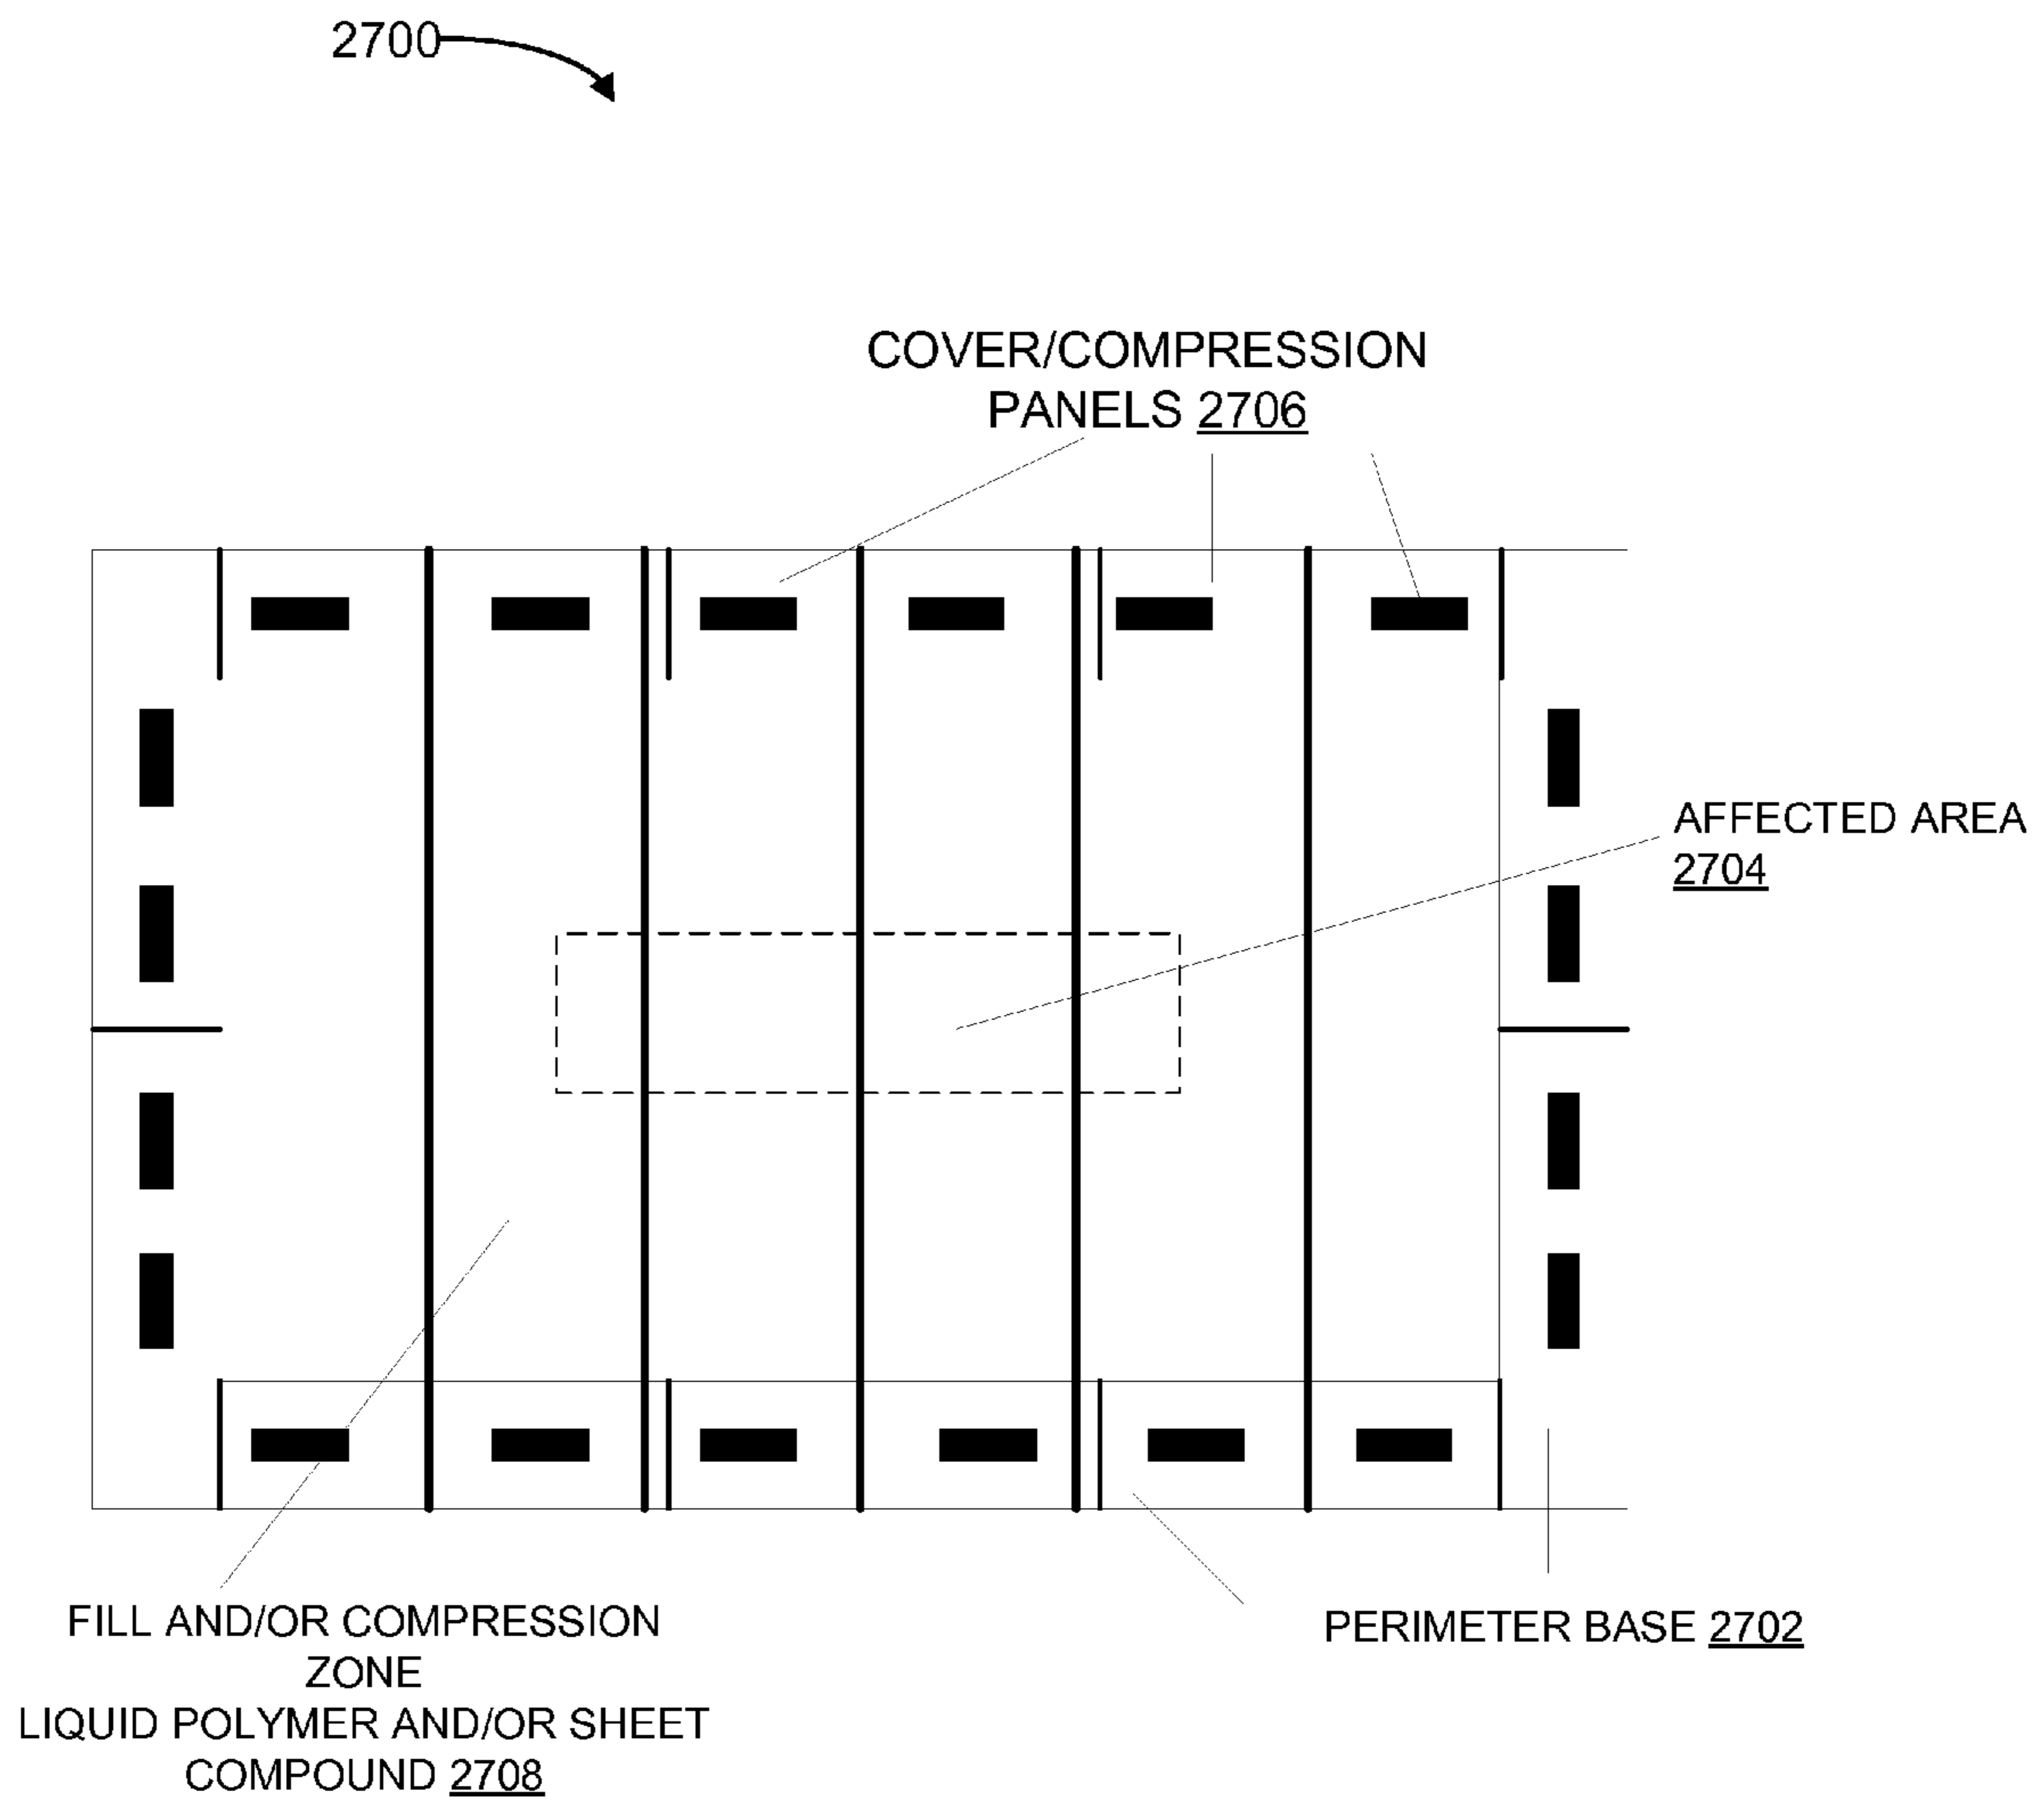 2700
COVER/COMPRESSION
PANELS 2706
AFFECTED AREA
2704
FILL AND/OR COMPRESSION
ZONE
LIQUID POLYMER AND/OR SHEET
COMPOUND 2708
PERIMETER BASE 2702